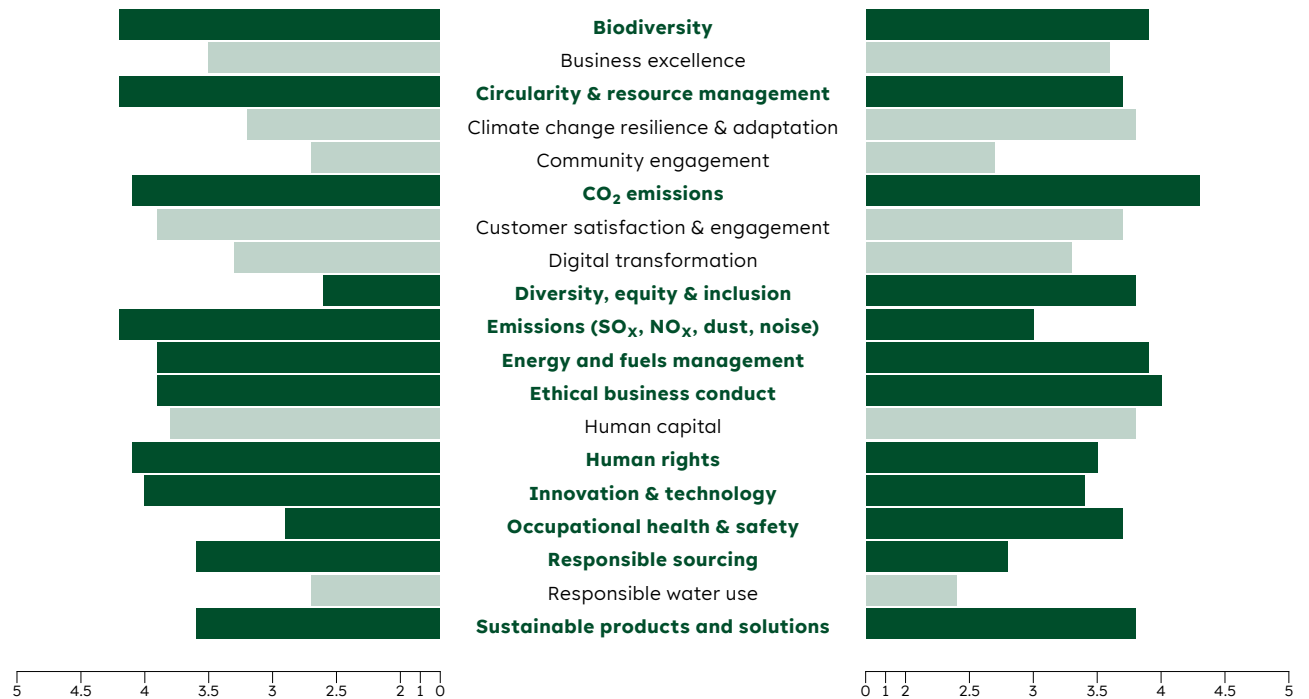 Biodiversity
Business excellence
Circularity & resource management
Climate change resilience & adaptation
Community engagement
CO₂ emissions
Customer satisfaction & engagement
Digital transformation
Diversity, equity & inclusion
Emissions (SOₓ, NOₓ, dust, noise)
Energy and fuels management
Ethical business conduct
Human capital
Human rights
Innovation & technology
Occupational health & safety
Responsible sourcing
Responsible water use
Sustainable products and solutions
5 4.5 4 3.5 3 2.5 2 1 0
0 1 2 2.5 3 3.5 4 4.5 5